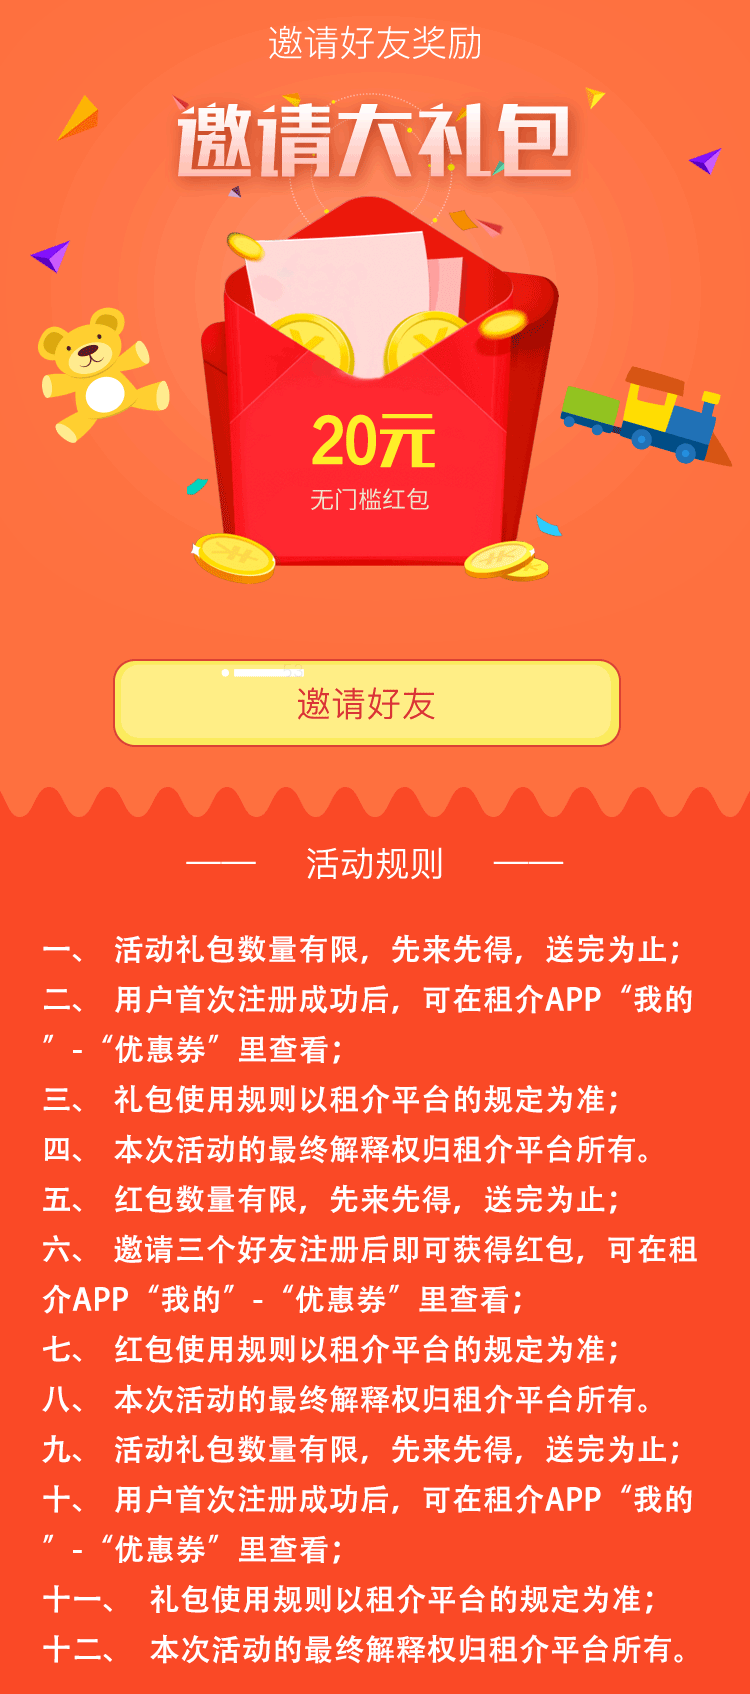 邀请好友奖励
邀请大礼包
20元
无门槛红包
邀请好友
活动规则
一、 活动礼包数量有限，先来先得，送完为止；
二、 用户首次注册成功后，可在租介APP“我的
”-“优惠券”里查看；
三、 礼包使用规则以租介平台的规定为准；
四、 本次活动的最终解释权归租介平台所有。
五、 红包数量有限，先来先得，送完为止；
六、 邀请三个好友注册后即可获得红包，可在租
介APP“我的”-“优惠券”里查看；
七、 红包使用规则以租介平台的规定为准；
八、 本次活动的最终解释权归租介平台所有。
九、 活动礼包数量有限，先来先得，送完为止；
十、 用户首次注册成功后，可在租介APP“我的
”-“优惠券”里查看；
十一、 礼包使用规则以租介平台的规定为准；
十二、 本次活动的最终解释权归租介平台所有。